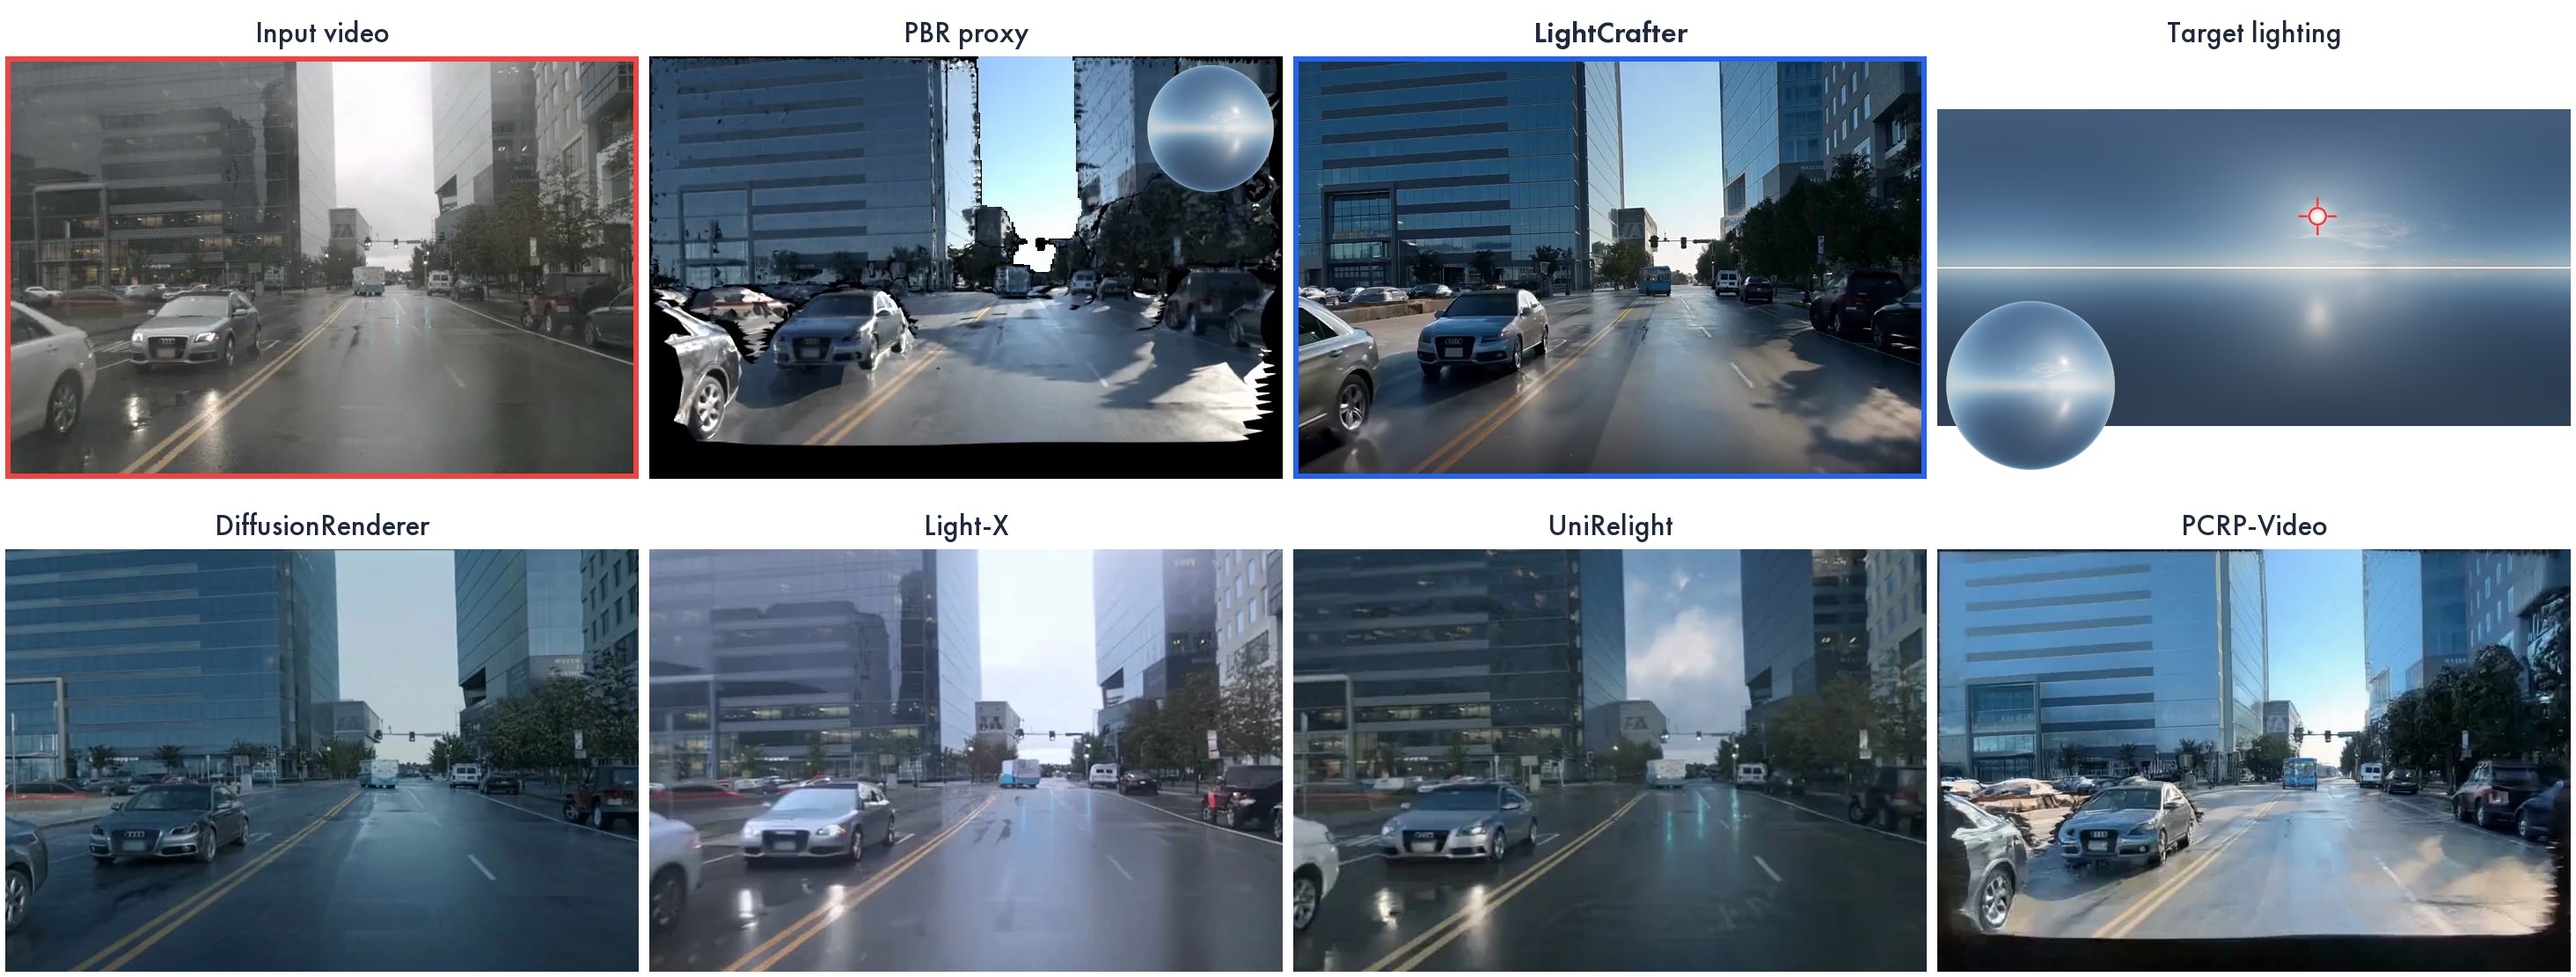 Input video
PBR proxy
LightCrafter
Target lighting
DiffusionRenderer
Light-X
UniRelight
PCRP-Video